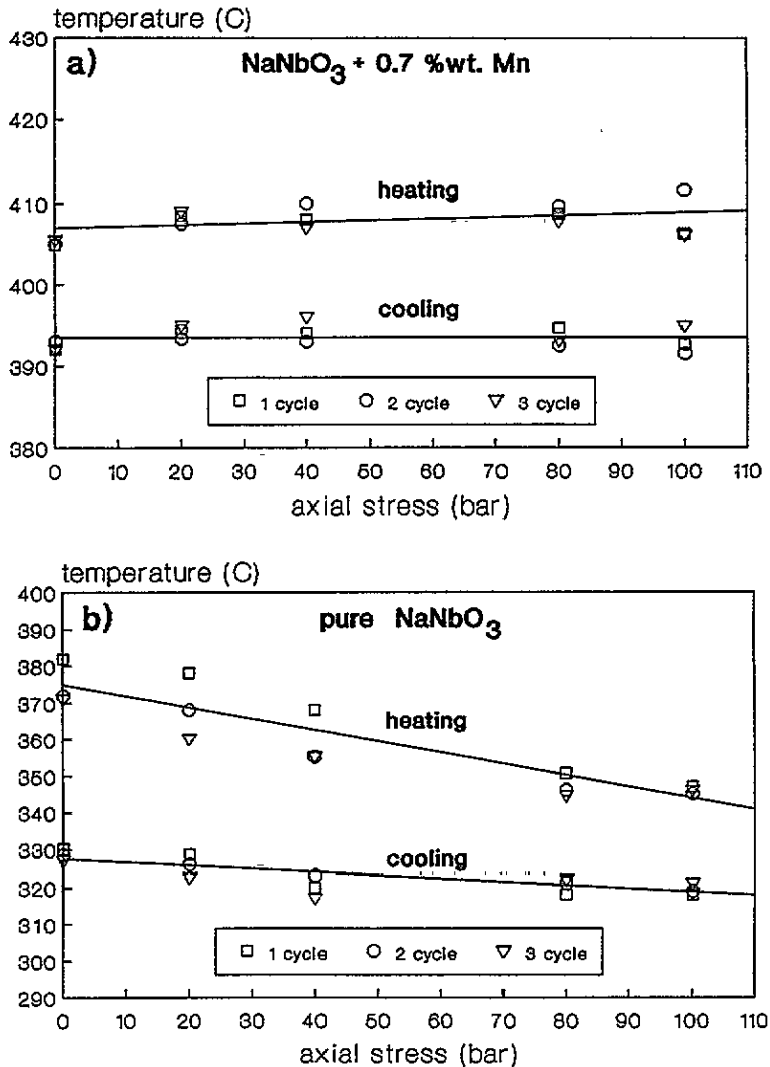 temperature (C)
430
a)
NaNbO3 + 0.7 %wt. Mn
420
heating
410
400
cooling
390
1 cycle 2 cycle 3 cycle
380
0 10 20 30 40 50 60 70 80 90 100 110
axial stress (bar)
temperature (C)
400
b)
pure NaNbO3
390
380
370
heating
360
350
340
cooling
330
320
310
1 cycle 2 cycle 3 cycle
300
290
0 10 20 30 40 50 60 70 80 90 100 110
axial stress (bar)